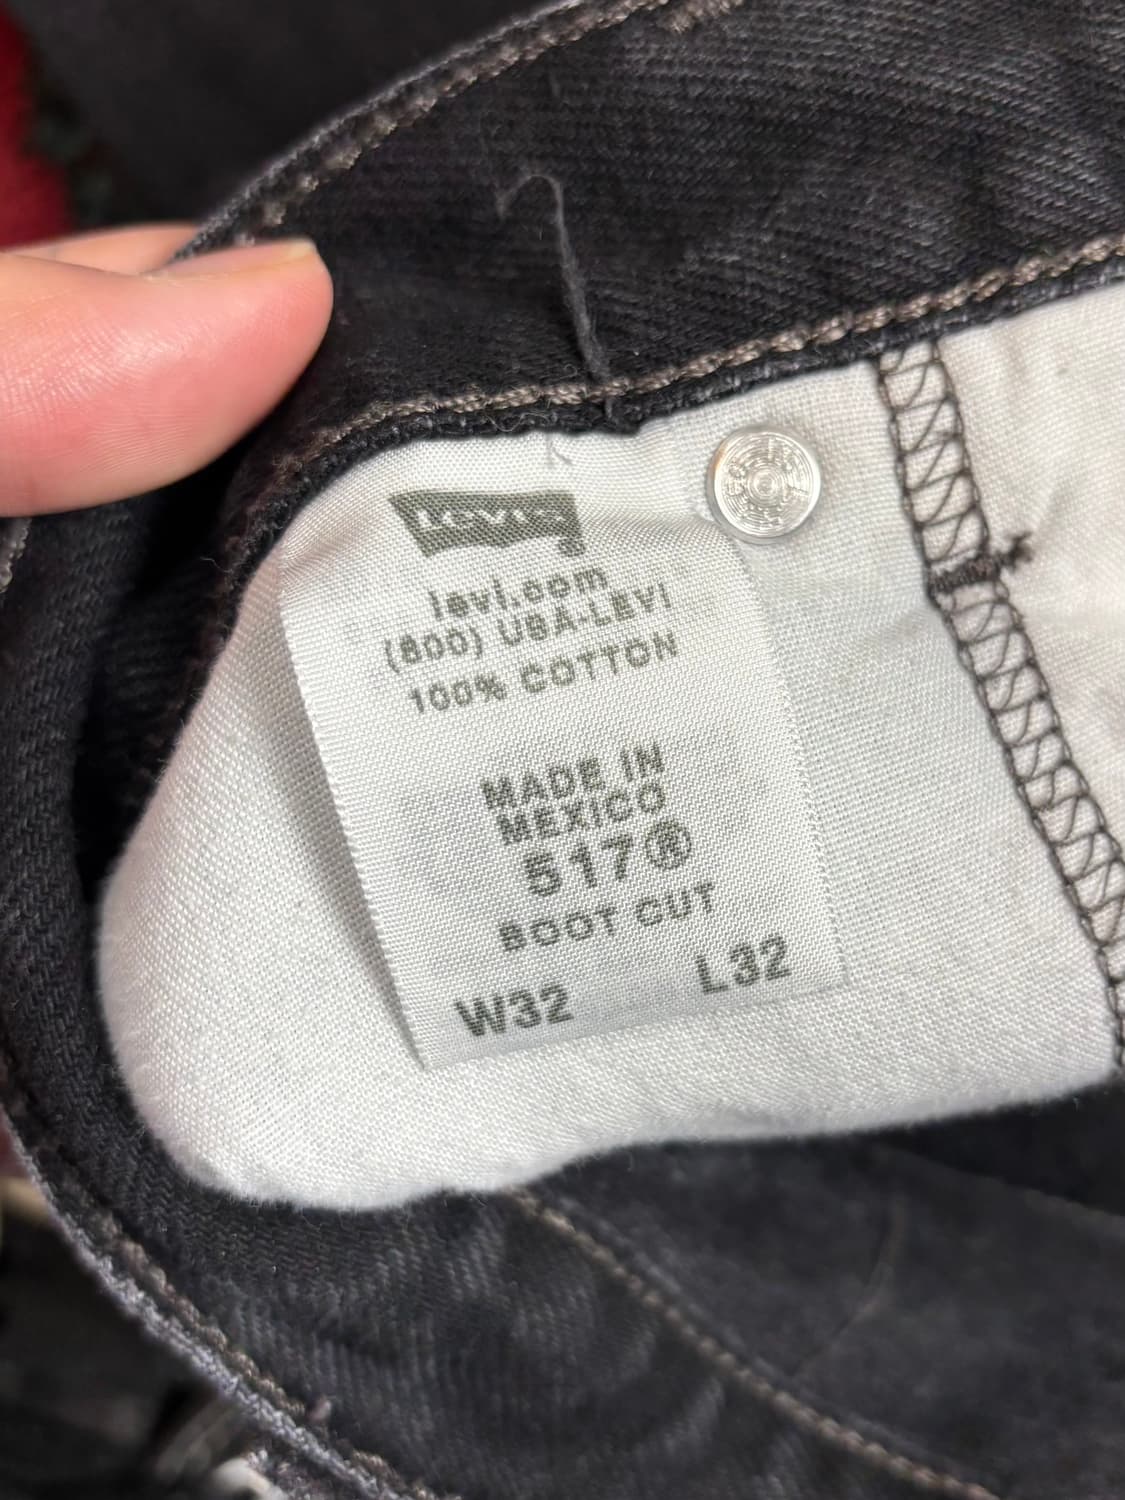 Levi's
levi.com
(800) USA-LEVI
100% COTTON
MADE IN
MEXICO
517®
BOOT CUT
W32 L32